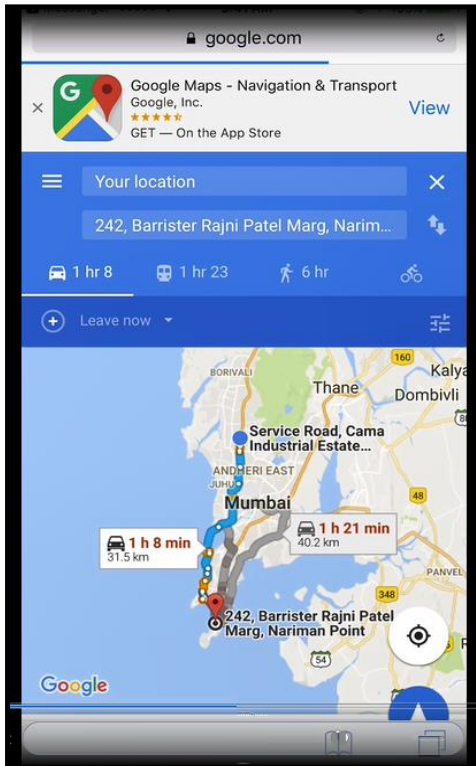 google.com
G
Google Maps - Navigation & Transport
Google, Inc.
GET — On the App Store
View
Your location
242, Barrister Rajni Patel Marg, Narim...
1 hr 8
1 hr 23
6 hr
Leave now
160
BORIVALI
Kalya
Thane
Dombivli
Service Road, Cama
Industrial Estate...
ANDHERI EAST
JUHU
48
Mumbai
1 h 8 min
31.5 km
1 h 21 min
40.2 km
PANVEL
348
242, Barrister Rajni Patel
Marg, Nariman Point
54
Google